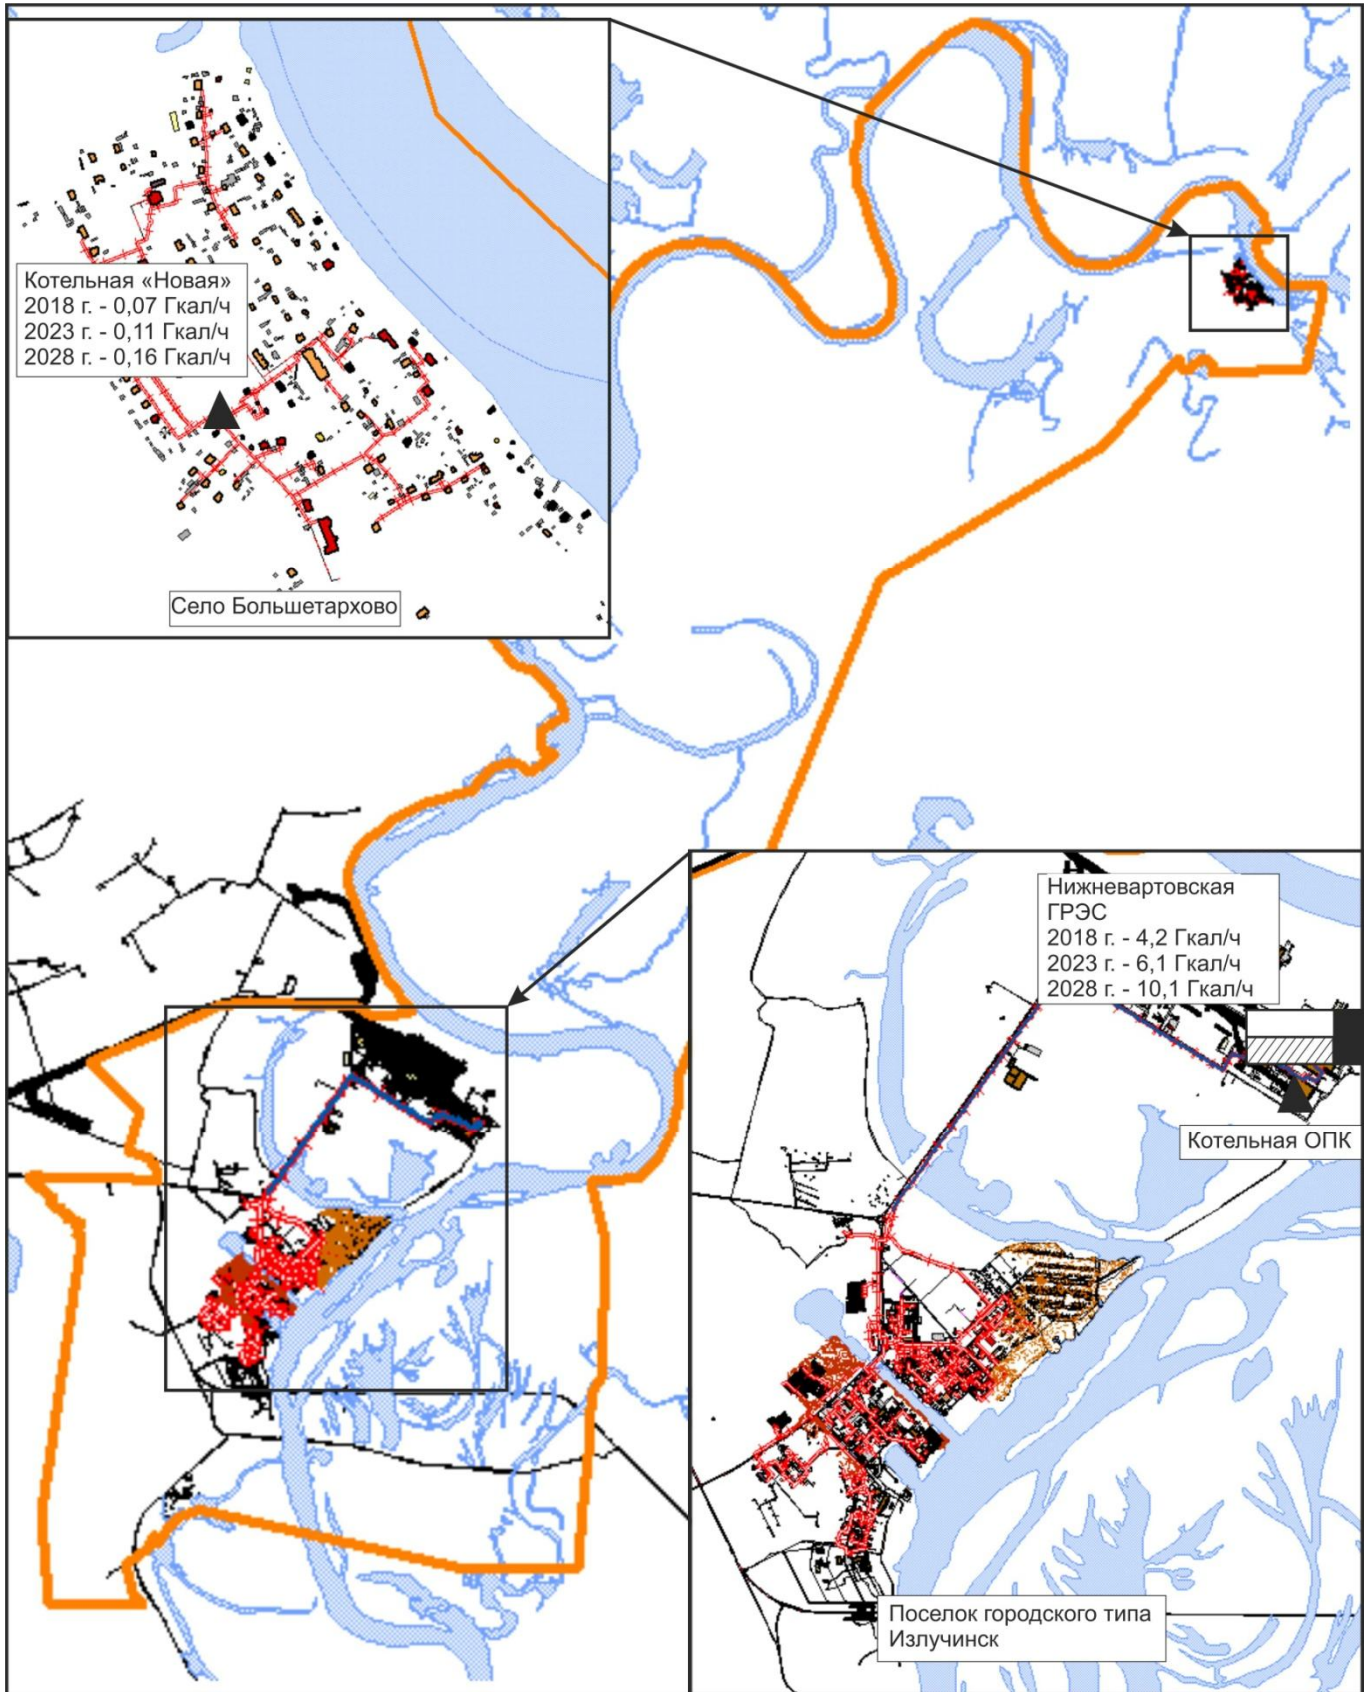 Котельная «Новая»
2018 г. - 0,07 Гкал/ч
2023 г. - 0,11 Гкал/ч
2028 г. - 0,16 Гкал/ч
Село Большетархово
Нижневартовская
ГРЭС
2018 г. - 4,2 Гкал/ч
2023 г. - 6,1 Гкал/ч
2028 г. - 10,1 Гкал/ч
Котельная ОПК
Поселок городского типа
Излучинск